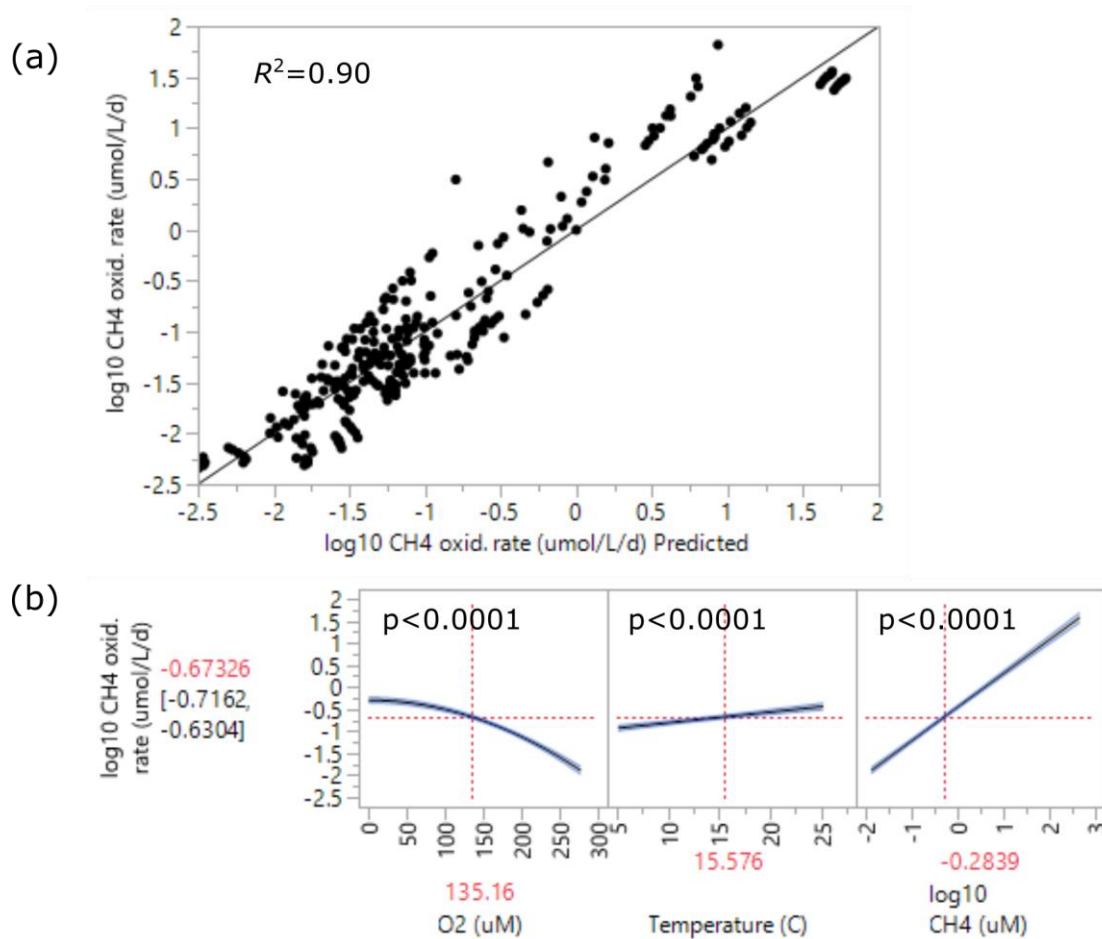 (a)
R²=0.90
log10 CH4 oxid. rate (umol/L/d)
2
1.5
1
0.5
0
-0.5
-1
-1.5
-2
-2.5
-2.5 -2 -1.5 -1 -0.5 0 0.5 1 1.5 2
log10 CH4 oxid. rate (umol/L/d) Predicted
(b)
log10 CH4 oxid.
rate (umol/L/d)
-0.67326
[-0.7162,
-0.6304]
2
1.5
1
0.5
0
-0.5
-1
-1.5
-2
-2.5
p<0.0001 p<0.0001 p<0.0001
0 50 100 150 200 250 300 5 10 15 20 25 -2 -1 0 1 2 3
135.16 15.576 -0.2839
O2 (uM) Temperature (C) log10
CH4 (uM)